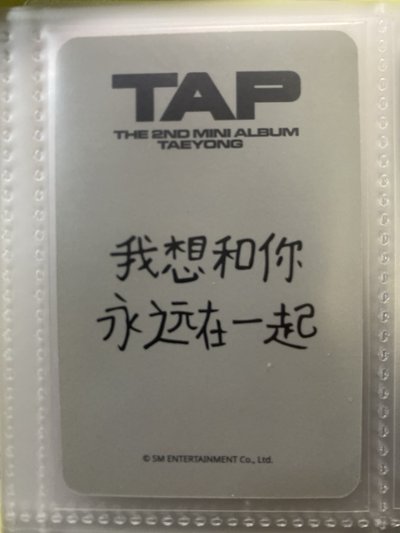 TAP
THE 2ND MINI ALBUM
TAEYONG
我想和你
永远在一起
© SM ENTERTAINMENT Co., Ltd.